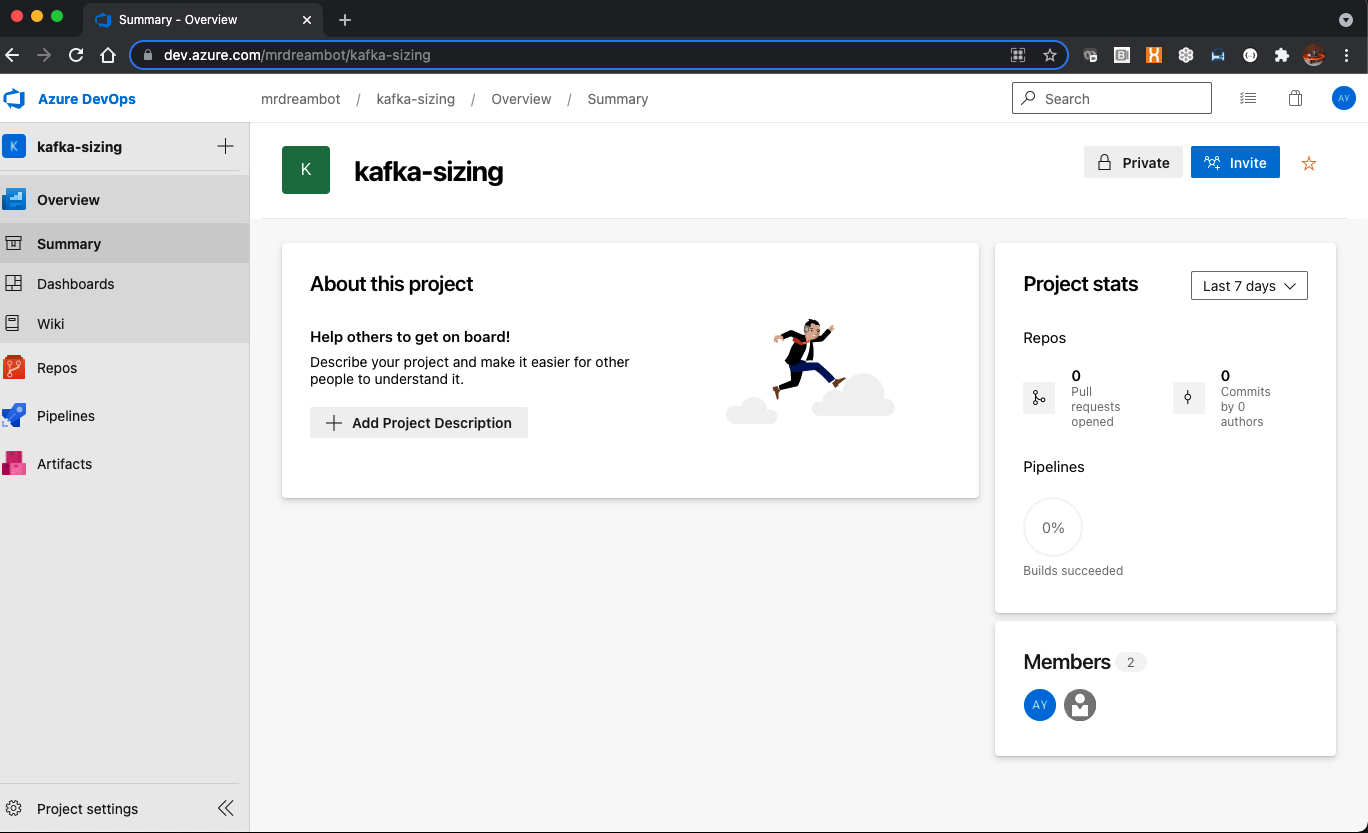 Summary - Overview
dev.azure.com/mrdreambot/kafka-sizing
Azure DevOps
mrdreambot / kafka-sizing / Overview / Summary
Search
AY
K
kafka-sizing
Overview
Summary
Dashboards
Wiki
Repos
Pipelines
Artifacts
Project settings
K
kafka-sizing
Private
Invite
About this project
Help others to get on board!
Describe your project and make it easier for other
people to understand it.
Add Project Description
Project stats
Last 7 days
Repos
0
Pull
requests
opened
0
Commits
by 0
authors
Pipelines
0%
Builds succeeded
Members 2
AY